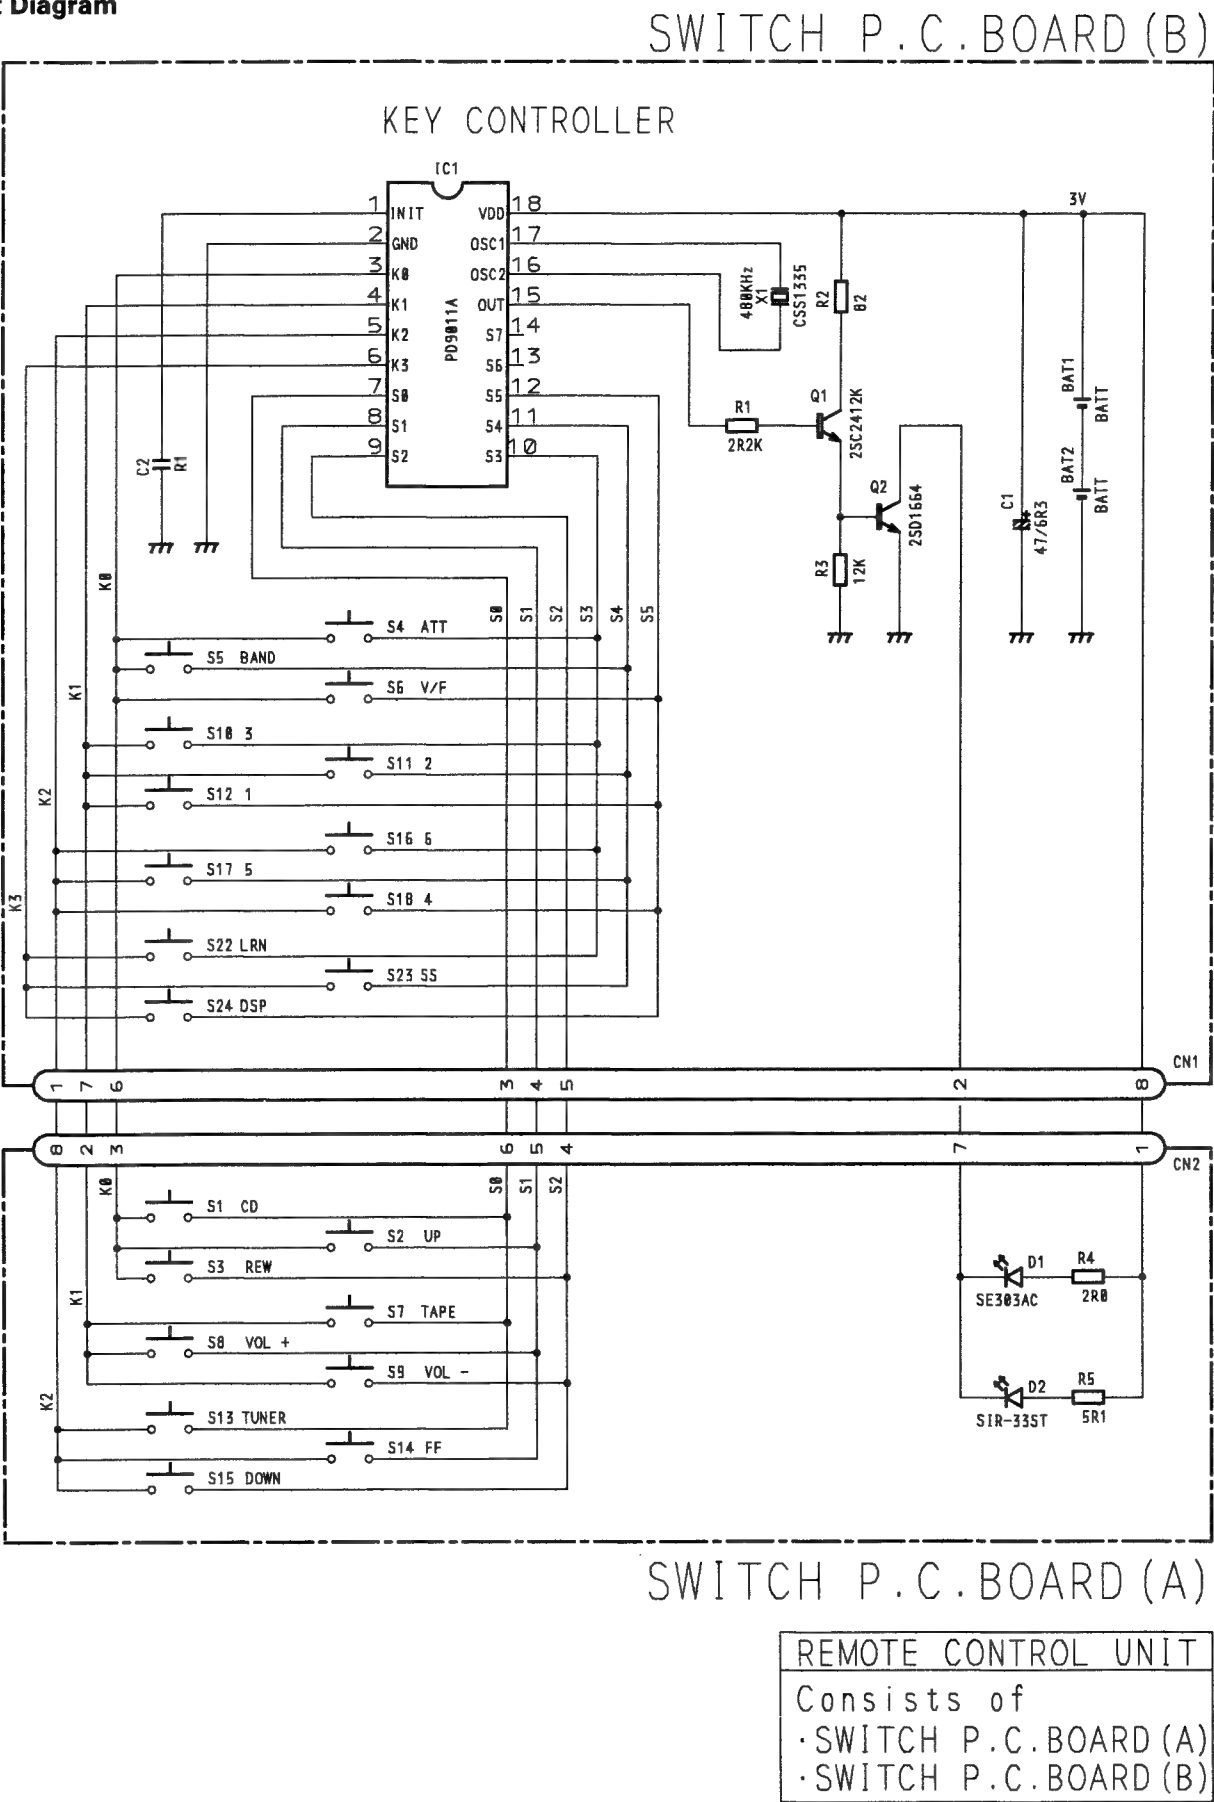 : Diagram
SWITCH P.C.BOARD(B)
KEY CONTROLLER
IC1
1 INIT VDD 18
2 GND OSC1 17
3 K0 OSC2 16
4 K1 OUT 15
5 K2 S7 14
6 K3 S6 13
7 S0 S5 12
8 S1 S4 11
9 S2 S3 10
PD9011A
3V
480KHz
X1
CSS1335
R2
82
Q1
2SC2412K
R1
2R2K
BAT1
BATT
BAT2
BATT
C2
R1
Q2
2SD1664
C1
47/6R3
R3
12K
K0
S0
S1
S2
S3
S4
S5
S4 ATT
S5 BAND
S6 V/F
K1
S10 3
S11 2
S12 1
K2
S16 6
S17 5
S18 4
K3
S22 LRN
S23 SS
S24 DSP
CN1
1 7 6 3 4 5 2 8
8 2 3 6 5 4 7 1
CN2
K0
S0
S1
S2
S1 CD
S2 UP
S3 REW
K1
S7 TAPE
S8 VOL +
S9 VOL -
K2
S13 TUNER
S14 FF
S15 DOWN
D1
R4
SE303AC
2R0
D2
R5
SIR-33ST
5R1
SWITCH P.C.BOARD(A)
REMOTE CONTROL UNIT
Consists of
·SWITCH P.C.BOARD(A)
·SWITCH P.C.BOARD(B)